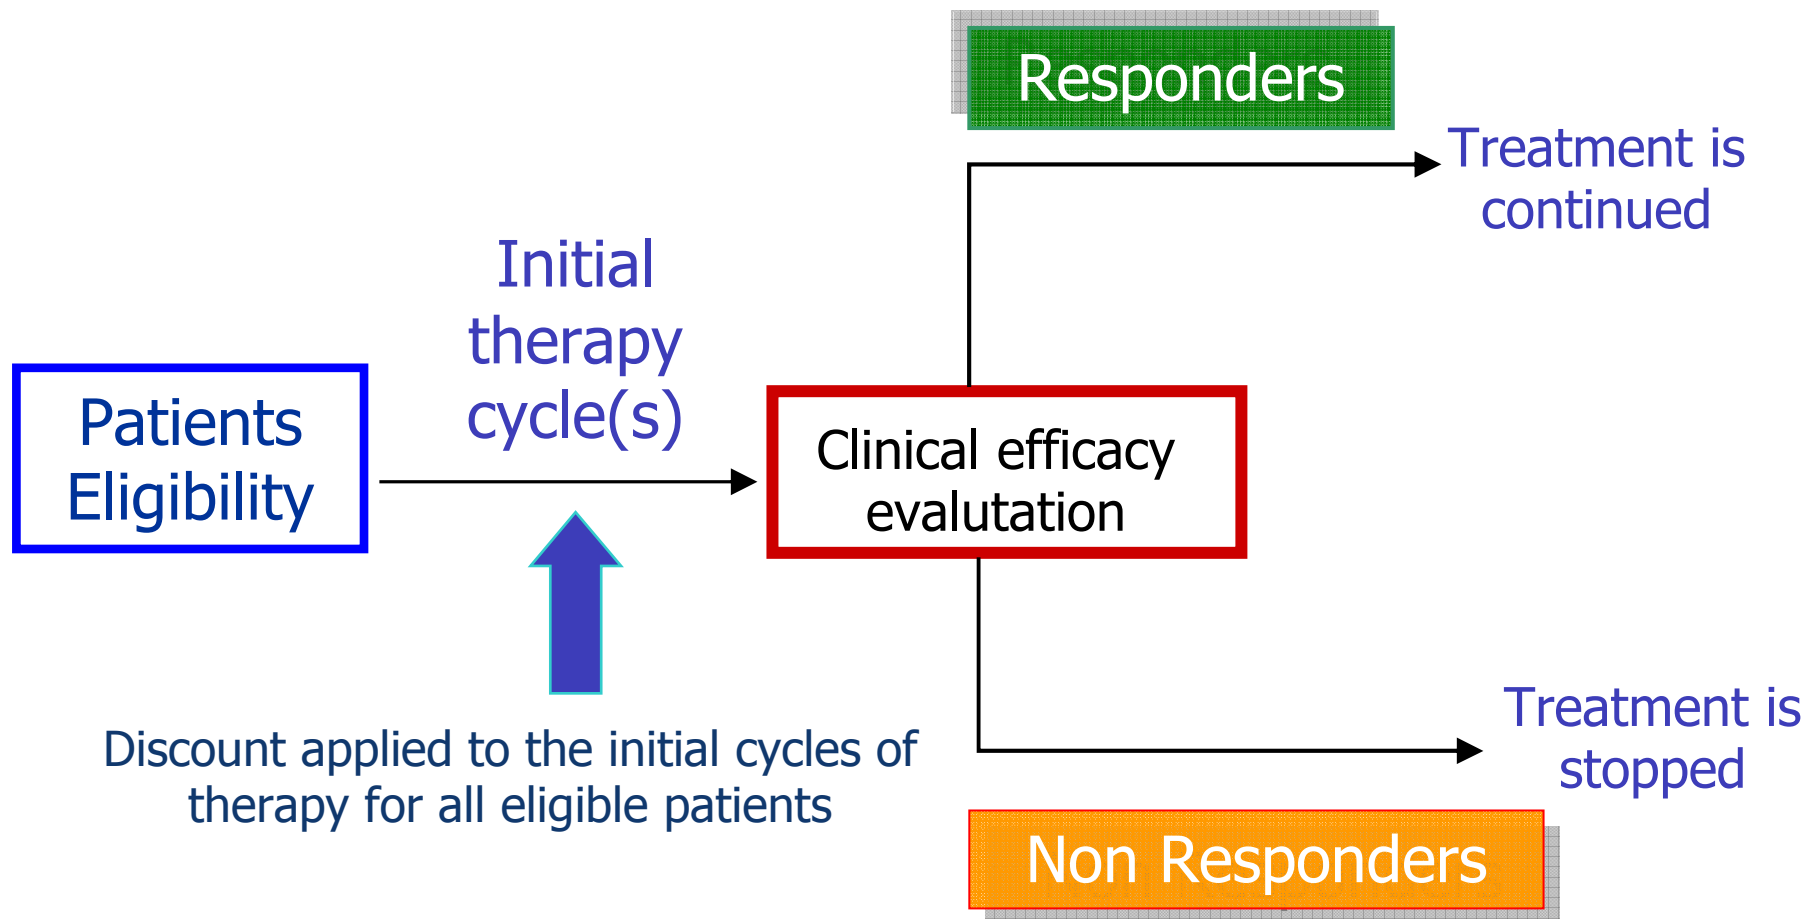 Responders
Treatment is
continued
Initial
therapy
cycle(s)
Patients
Eligibility
Clinical efficacy
evalutation
Discount applied to the initial cycles of
therapy for all eligible patients
Treatment is
stopped
Non Responders